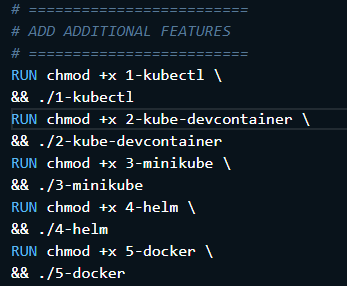 # =========================
# ADD ADDITIONAL FEATURES
# =========================
RUN chmod +x 1-kubectl \
&& ./1-kubectl
RUN chmod +x 2-kube-devcontainer \
&& ./2-kube-devcontainer
RUN chmod +x 3-minikube \
&& ./3-minikube
RUN chmod +x 4-helm \
&& ./4-helm
RUN chmod +x 5-docker \
&& ./5-docker